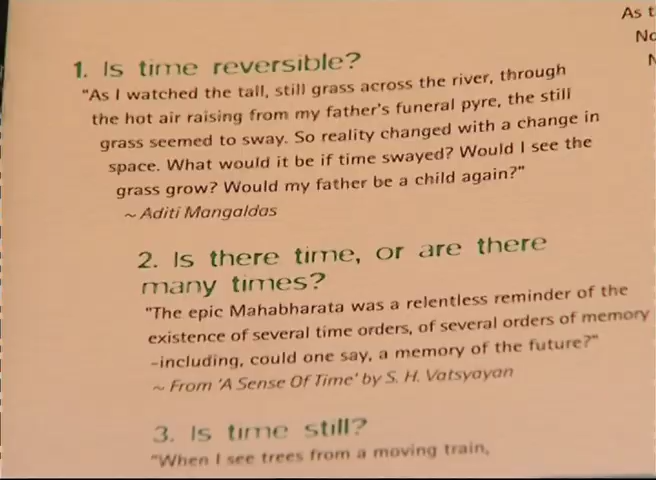 As t
No
N
1. Is time reversible?
"As I watched the tall, still grass across the river, through
the hot air raising from my father's funeral pyre, the still
grass seemed to sway. So reality changed with a change in
space. What would it be if time swayed? Would I see the
grass grow? Would my father be a child again?"
~ Aditi Mangaldas
2. Is there time, or are there
many times?
"The epic Mahabharata was a relentless reminder of the
existence of several time orders, of several orders of memory
-including, could one say, a memory of the future?"
~ From 'A Sense Of Time' by S. H. Vatsyayan
3. Is time still?
"When I see trees from a moving train,